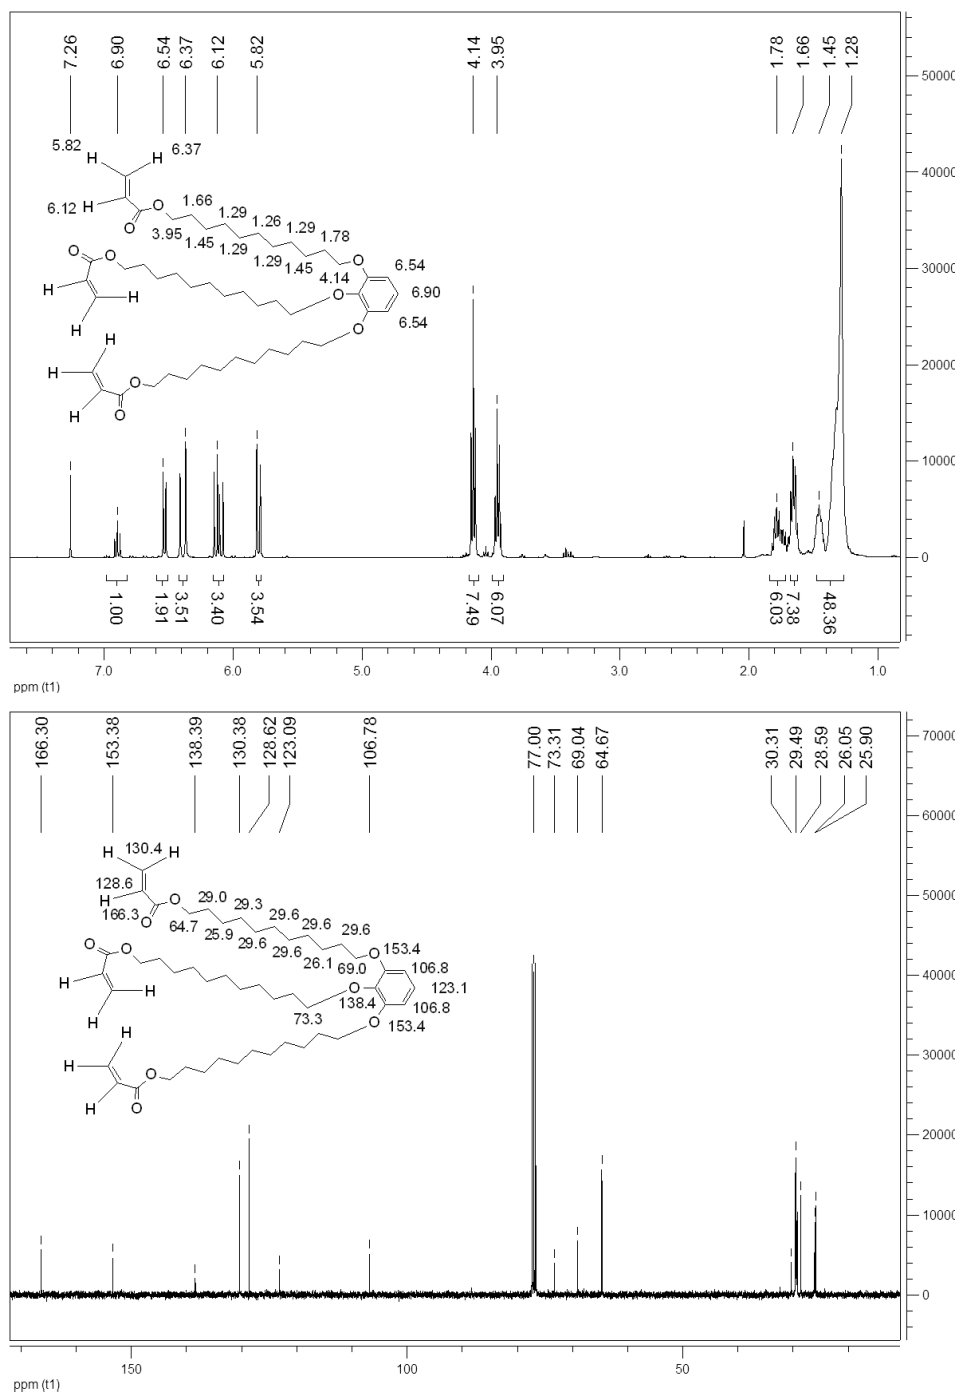 7.26 6.90 6.54 6.37 6.12 5.82 4.14 3.95 1.78 1.66 1.45 1.28
50000
5.82 H H 6.37
40000
6.12 H O O 1.66 1.29 1.26 1.29 1.78
3.95 1.45 1.29 1.29 1.45
O O 4.14 O 6.54
30000
H H O 6.90
H O 6.54
H
H O
20000
H O
10000
0
1.00 1.91 3.51 3.40 3.54 7.49 6.07 6.03 7.38 48.36
7.0 6.0 5.0 4.0 3.0 2.0 1.0
ppm (t1)
166.30 153.38 138.39 130.38 128.62 123.09 106.78 77.00 73.31 69.04 64.67 30.31 29.49 28.59 26.05 25.90
70000
60000
H 130.4 H
50000
128.6
H O 29.0 29.3 29.6 29.6 29.6
166.3 O 64.7 25.9 29.6 29.6 26.1 O 153.4
O O 69.0 106.8
40000
H H 138.4 O 123.1
73.3 106.8
H O 153.4
H
30000
H O
H O
20000
10000
0
150 100 50
ppm (t1)